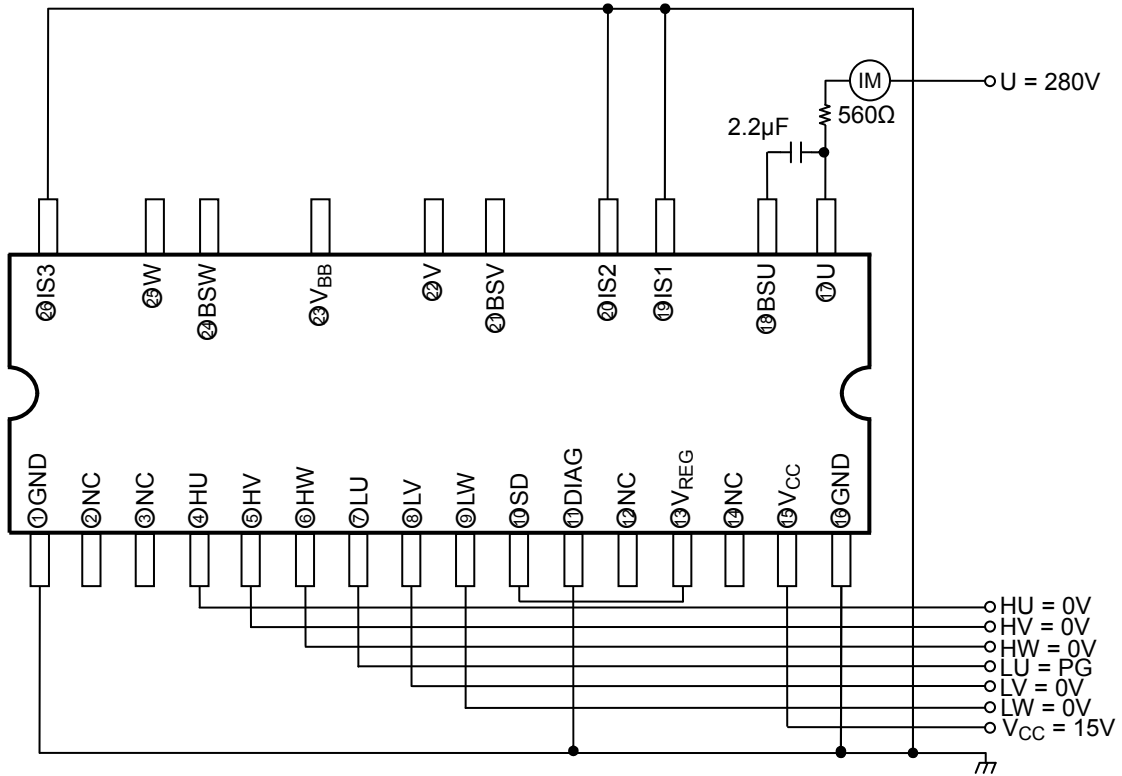 IM
U = 280V
560Ω
2.2μF
㉖IS3
㉕W
㉔BSW
㉓VBB
㉒V
㉑BSV
⑳IS2
⑲IS1
⑱BSU
⑰U
①GND
②NC
③NC
④HU
⑤HV
⑥HW
⑦LU
⑧LV
⑨LW
⑩SD
⑪DIAG
⑫NC
⑬VREG
⑭NC
⑮VCC
⑯GND
HU = 0V
HV = 0V
HW = 0V
LU = PG
LV = 0V
LW = 0V
VCC = 15V